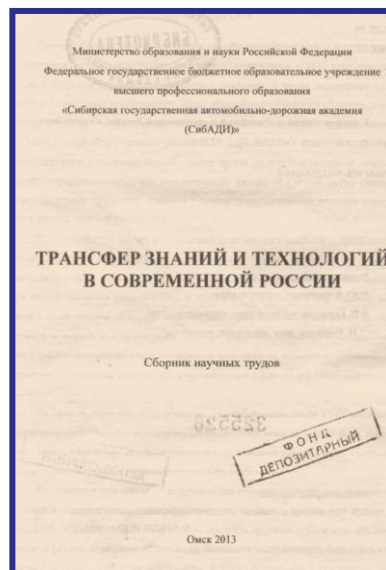 БИБЛИОТЕКА
Министерство образования и науки Российской Федерации
Федеральное государственное бюджетное образовательное учреждение
высшего профессионального образования
«Сибирская государственная автомобильно-дорожная академия
(СибАДИ)»
ТРАНСФЕР ЗНАНИЙ И ТЕХНОЛОГИЙ
В СОВРЕМЕННОЙ РОССИИ
Сборник научных трудов
325526
ФОНД
ДЕПОЗИТАРНЫЙ
Омск 2013